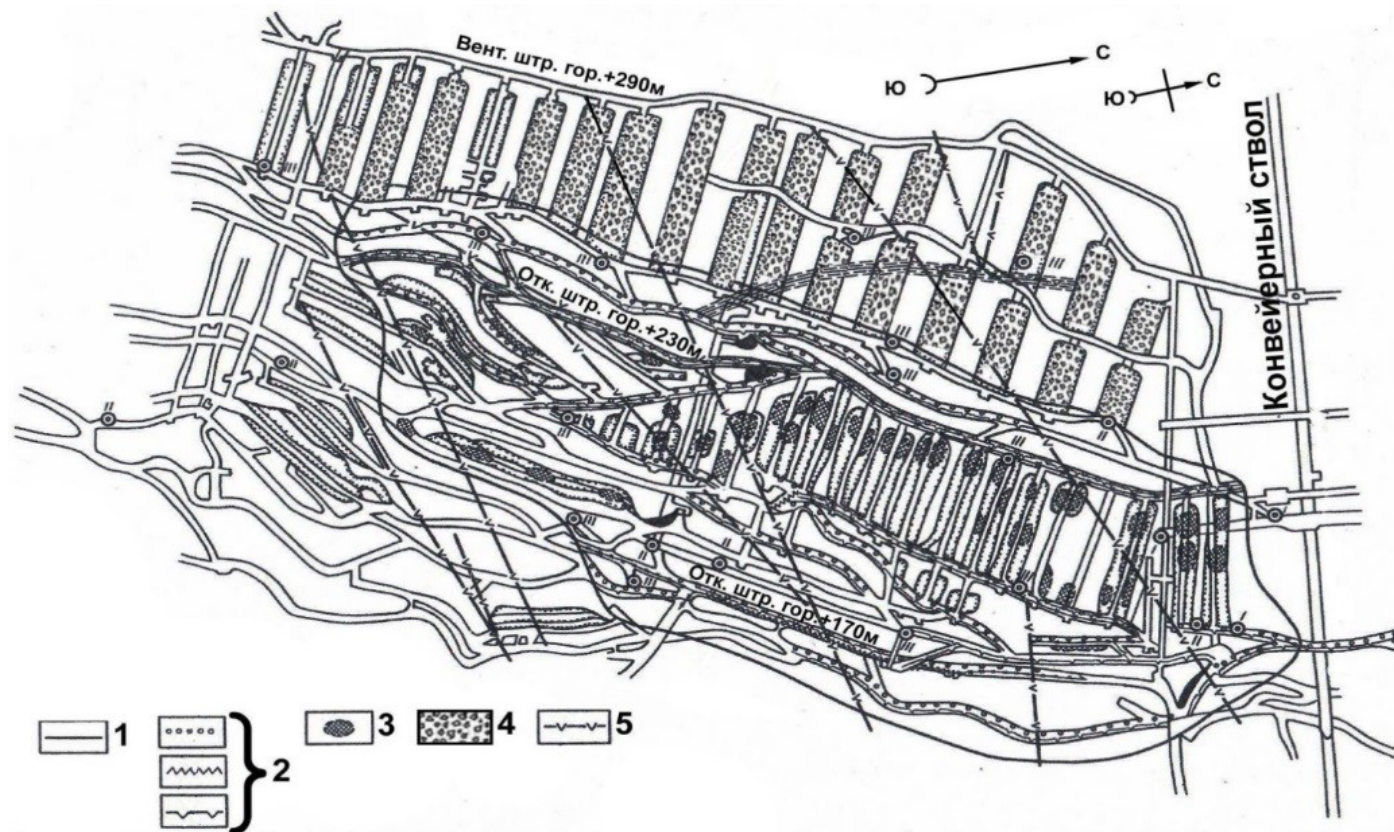 Вент. штр. гор.+290м
Ю
С
Ю
С
Конвейерный ствол
Отк. штр. гор.+230м
Отк. штр. гор.+170м
1
2
3
4
5